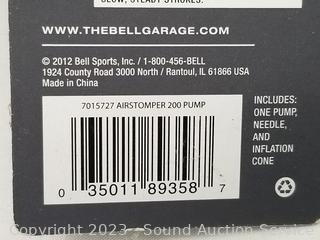 SLOW, STEADY STROKES.
WWW.THEBELLGARAGE.COM
© 2012 Bell Sports, Inc. / 1-800-456-BELL
1924 County Road 3000 North / Rantoul, IL 61866 USA
Made in China
7015727 AIRSTOMPER 200 PUMP
0 35011 89358 7
INCLUDES:
ONE PUMP,
NEEDLE,
AND
INFLATION
CONE
Copyright 2023 - Sound Auction Service